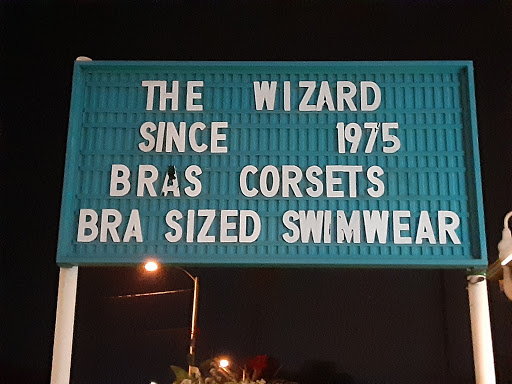 THE WIZARD
SINCE 1975
BRAS CORSETS
BRA SIZED SWIMWEAR